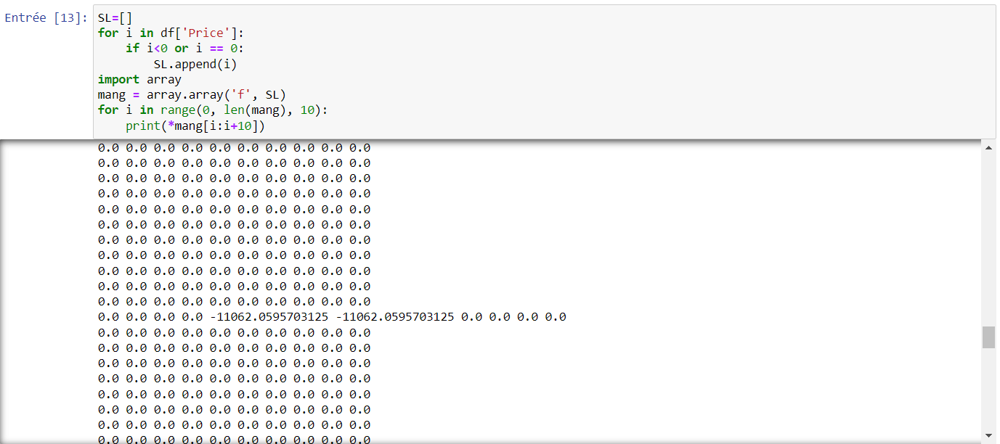 Entrée [13]: SL=[]
for i in df['Price']:
    if i<0 or i == 0:
        SL.append(i)
import array
mang = array.array('f', SL)
for i in range(0, len(mang), 10):
    print(*mang[i:i+10])
0.0 0.0 0.0 0.0 0.0 0.0 0.0 0.0 0.0 0.0
0.0 0.0 0.0 0.0 0.0 0.0 0.0 0.0 0.0 0.0
0.0 0.0 0.0 0.0 0.0 0.0 0.0 0.0 0.0 0.0
0.0 0.0 0.0 0.0 0.0 0.0 0.0 0.0 0.0 0.0
0.0 0.0 0.0 0.0 0.0 0.0 0.0 0.0 0.0 0.0
0.0 0.0 0.0 0.0 0.0 0.0 0.0 0.0 0.0 0.0
0.0 0.0 0.0 0.0 0.0 0.0 0.0 0.0 0.0 0.0
0.0 0.0 0.0 0.0 0.0 0.0 0.0 0.0 0.0 0.0
0.0 0.0 0.0 0.0 0.0 0.0 0.0 0.0 0.0 0.0
0.0 0.0 0.0 0.0 0.0 0.0 0.0 0.0 0.0 0.0
0.0 0.0 0.0 0.0 0.0 0.0 0.0 0.0 0.0 0.0
0.0 0.0 0.0 0.0 -11062.0595703125 -11062.0595703125 0.0 0.0 0.0 0.0
0.0 0.0 0.0 0.0 0.0 0.0 0.0 0.0 0.0 0.0
0.0 0.0 0.0 0.0 0.0 0.0 0.0 0.0 0.0 0.0
0.0 0.0 0.0 0.0 0.0 0.0 0.0 0.0 0.0 0.0
0.0 0.0 0.0 0.0 0.0 0.0 0.0 0.0 0.0 0.0
0.0 0.0 0.0 0.0 0.0 0.0 0.0 0.0 0.0 0.0
0.0 0.0 0.0 0.0 0.0 0.0 0.0 0.0 0.0 0.0
0.0 0.0 0.0 0.0 0.0 0.0 0.0 0.0 0.0 0.0
0.0 0.0 0.0 0.0 0.0 0.0 0.0 0.0 0.0 0.0